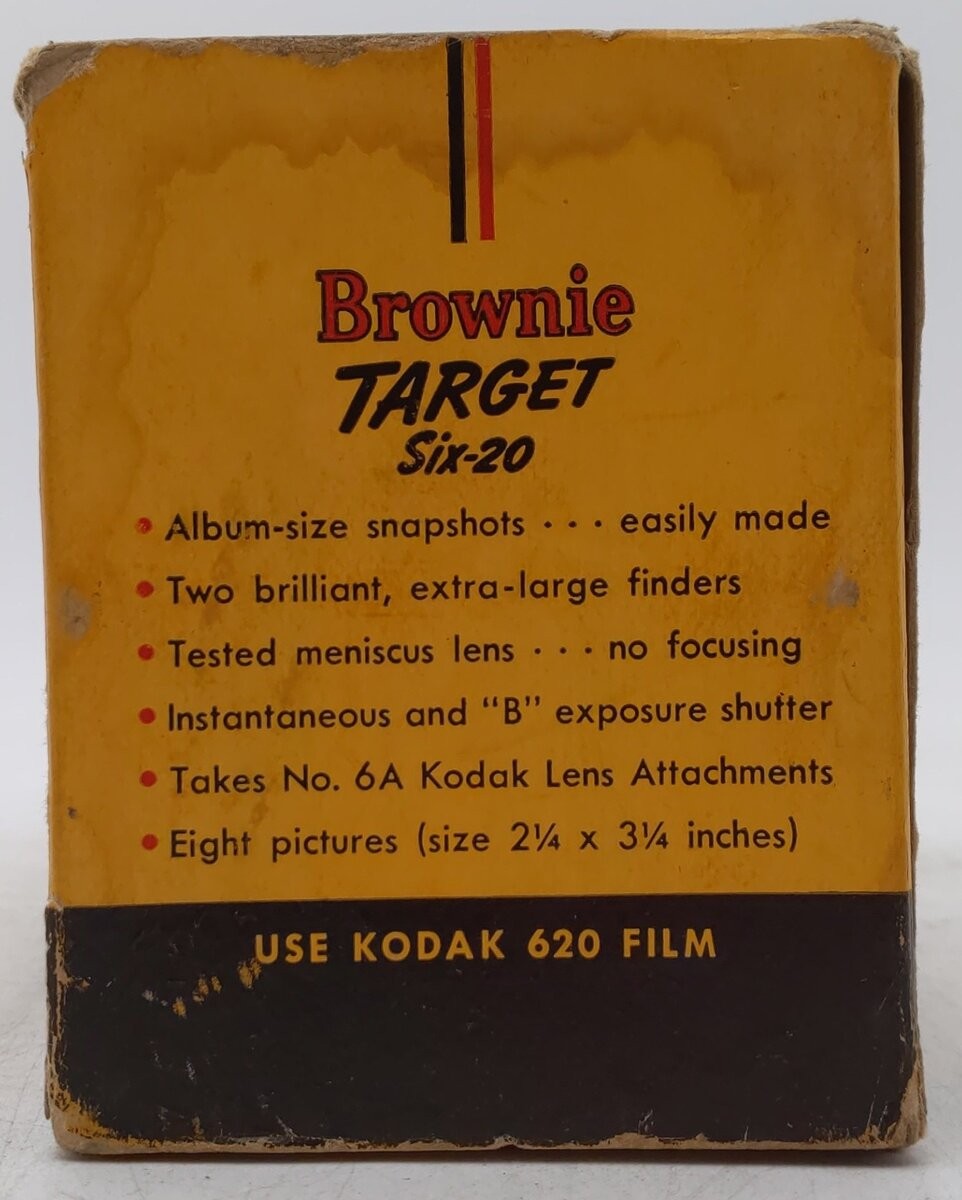 Brownie
TARGET
Six-20
• Album-size snapshots · · · easily made
• Two brilliant, extra-large finders
• Tested meniscus lens · · · no focusing
• Instantaneous and “B” exposure shutter
• Takes No. 6A Kodak Lens Attachments
• Eight pictures (size 2¼ x 3¼ inches)
USE KODAK 620 FILM